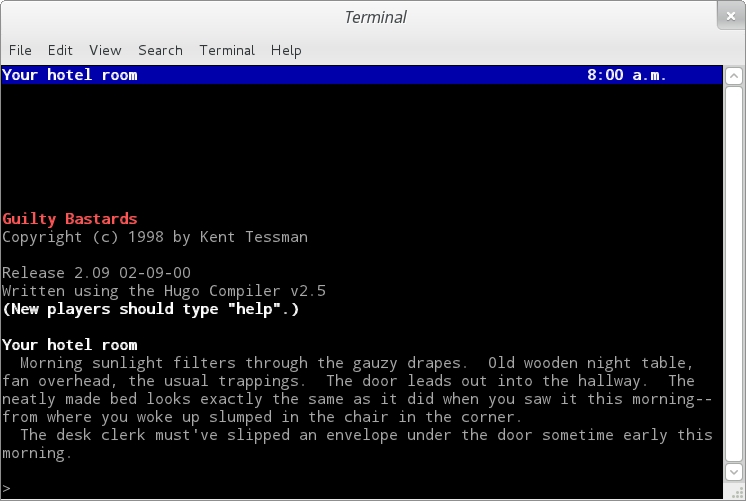 Terminal
File Edit View Search Terminal Help
Your hotel room 8:00 a.m.
Guilty Bastards
Copyright (c) 1998 by Kent Tessman
Release 2.09 02-09-00
Written using the Hugo Compiler v2.5
(New players should type "help".)
Your hotel room
Morning sunlight filters through the gauzy drapes.  Old wooden night table,
fan overhead, the usual trappings.  The door leads out into the hallway.  The
neatly made bed looks exactly the same as it did when you saw it this morning--
from where you woke up slumped in the chair in the corner.
The desk clerk must've slipped an envelope under the door sometime early this
morning.
>